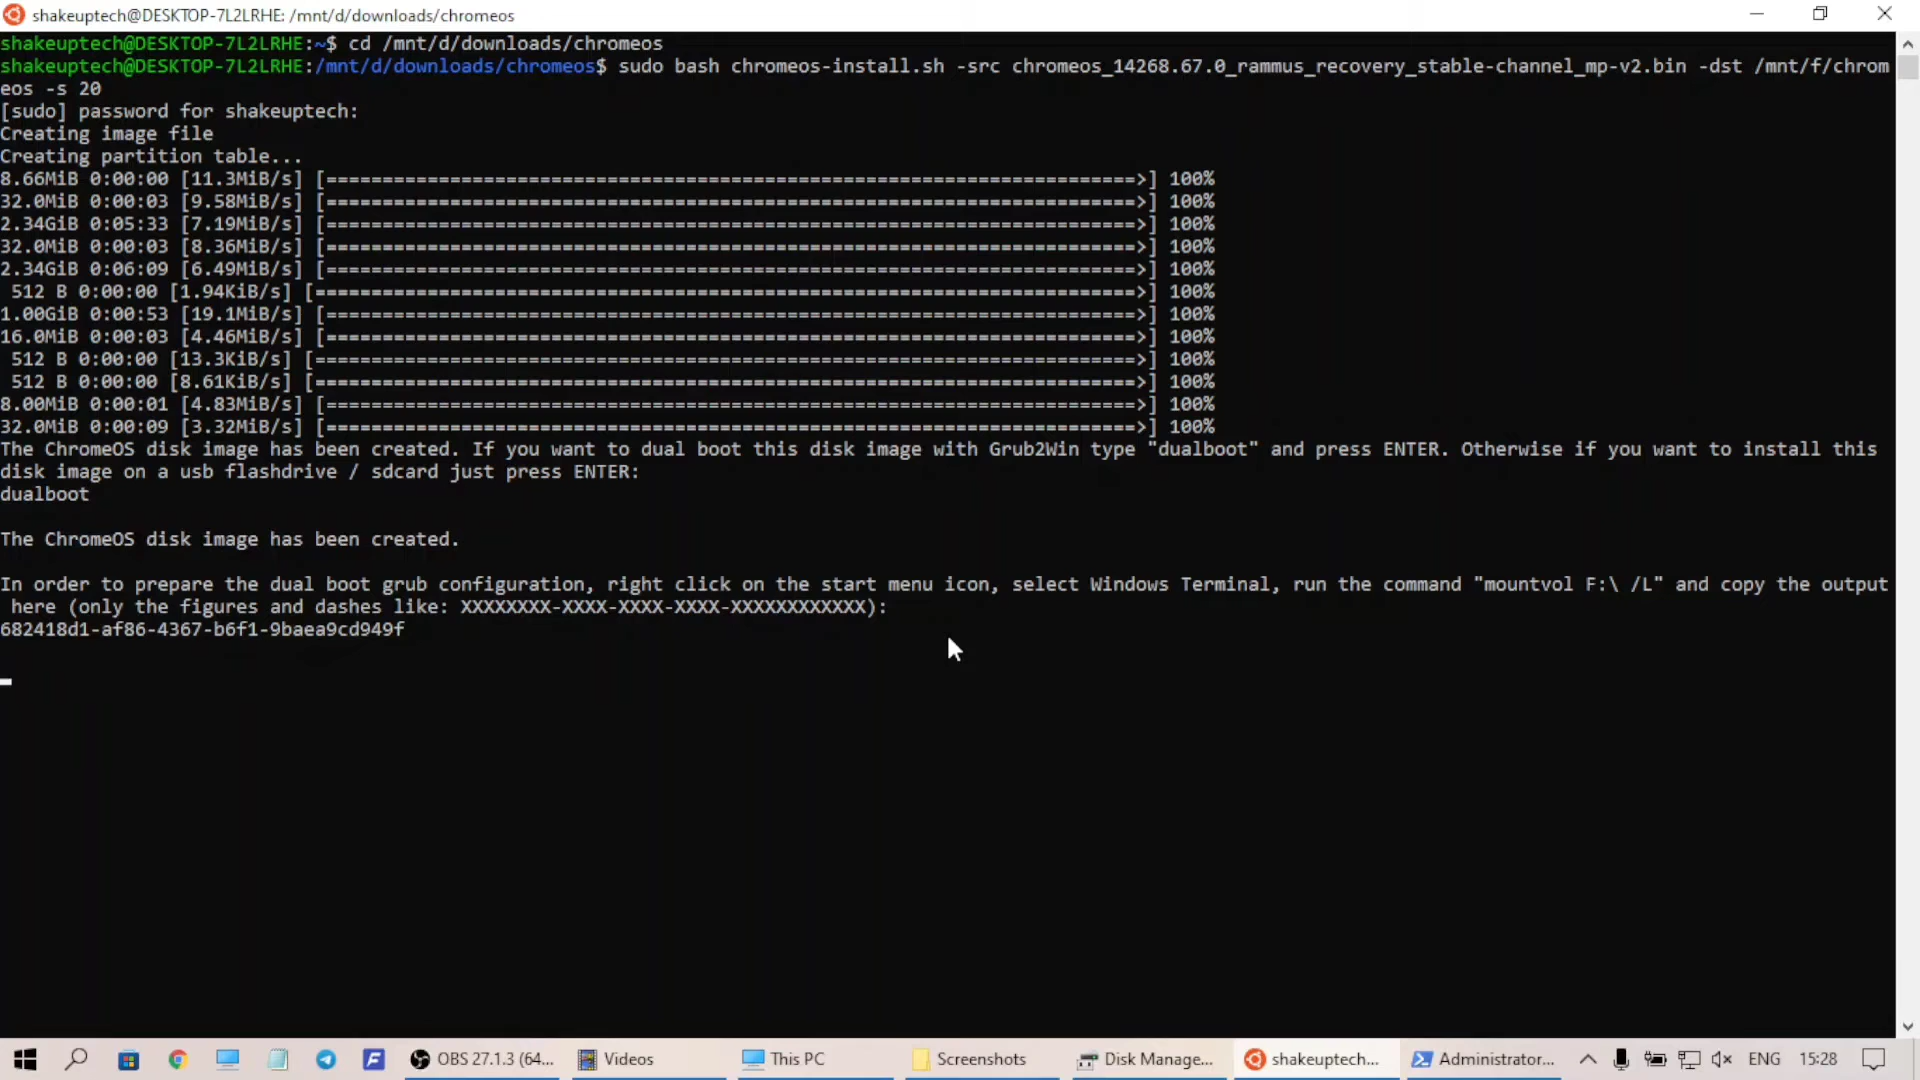 shakeuptech@DESKTOP-7L2LRHE: /mnt/d/downloads/chromeos
shakeuptech@DESKTOP-7L2LRHE:~$ cd /mnt/d/downloads/chromeos
shakeuptech@DESKTOP-7L2LRHE:/mnt/d/downloads/chromeos$ sudo bash chromeos-install.sh -src chromeos_14268.67.0_rammus_recovery_stable-channel_mp-v2.bin -dst /mnt/f/chrom
eos -s 20
[sudo] password for shakeuptech:
Creating image file
Creating partition table...
8.66MiB 0:00:00 [11.3MiB/s] [=========================================================================>] 100%
32.0MiB 0:00:03 [9.58MiB/s] [=========================================================================>] 100%
2.34GiB 0:05:33 [7.19MiB/s] [=========================================================================>] 100%
32.0MiB 0:00:03 [8.36MiB/s] [=========================================================================>] 100%
2.34GiB 0:06:09 [6.49MiB/s] [=========================================================================>] 100%
 512 B 0:00:00 [1.94KiB/s] [==========================================================================>] 100%
1.00GiB 0:00:53 [19.1MiB/s] [=========================================================================>] 100%
16.0MiB 0:00:03 [4.46MiB/s] [=========================================================================>] 100%
 512 B 0:00:00 [13.3KiB/s] [==========================================================================>] 100%
 512 B 0:00:00 [8.61KiB/s] [==========================================================================>] 100%
8.00MiB 0:00:01 [4.83MiB/s] [=========================================================================>] 100%
32.0MiB 0:00:09 [3.32MiB/s] [=========================================================================>] 100%
The ChromeOS disk image has been created. If you want to dual boot this disk image with Grub2Win type "dualboot" and press ENTER. Otherwise if you want to install this
disk image on a usb flashdrive / sdcard just press ENTER:
dualboot
The ChromeOS disk image has been created.
In order to prepare the dual boot grub configuration, right click on the start menu icon, select Windows Terminal, run the command "mountvol F:\ /L" and copy the output
 here (only the figures and dashes like: XXXXXXXX-XXXX-XXXX-XXXX-XXXXXXXXXXXX):
682418d1-af86-4367-b6f1-9baea9cd949f
OBS 27.1.3 (64... Videos This PC Screenshots Disk Manage... shakeuptech... Administrator... ENG 15:28